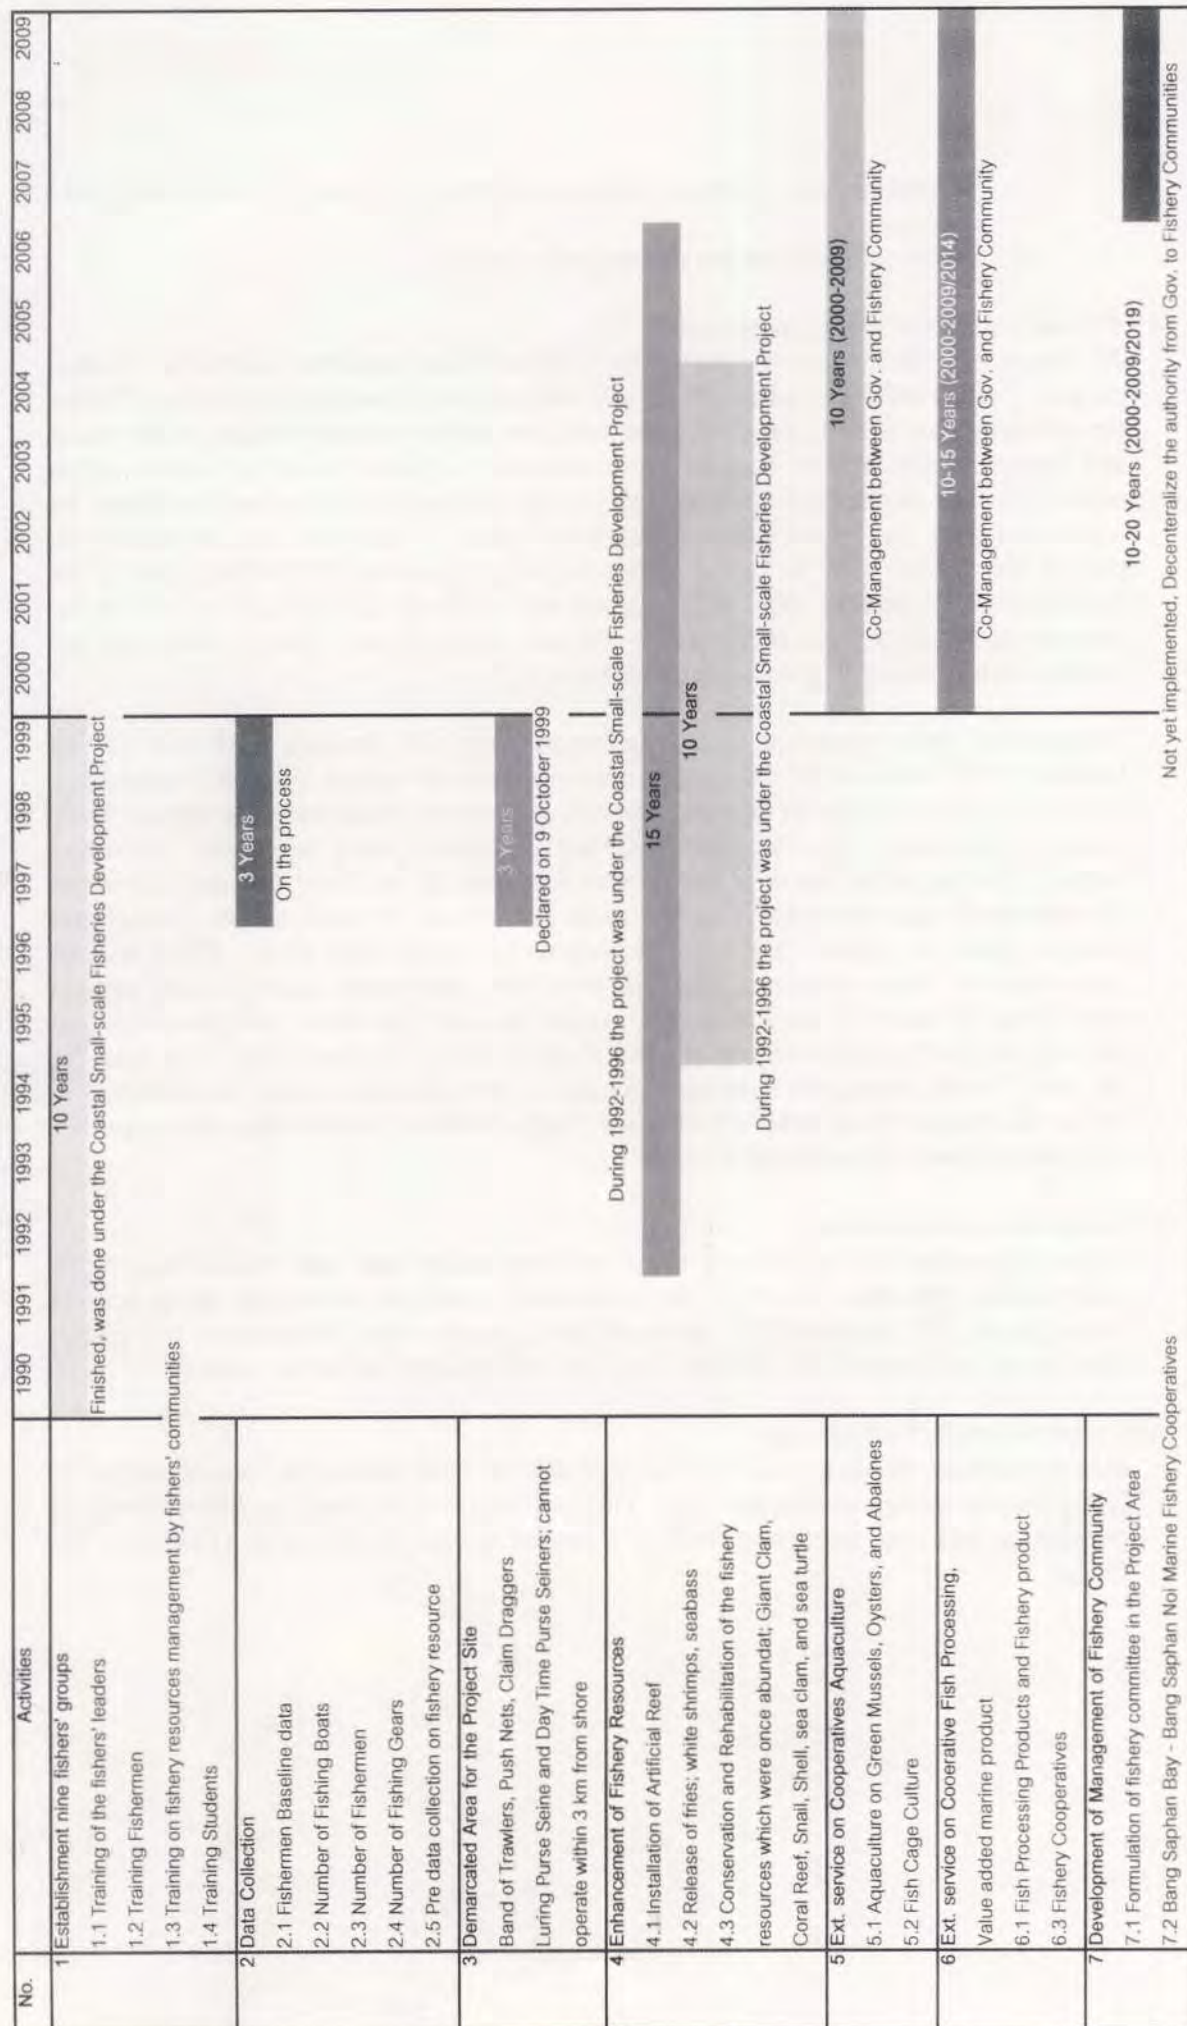 No. Activities 1990 1991 1992 1993 1994 1995 1996 1997 1998 1999 2000 2001 2002 2003 2004 2005 2006 2007 2008 2009
1 Establishment nine fishers' groups 10 Years
1.1 Training of the fishers' leaders Finished, was done under the Coastal Small-scale Fisheries Development Project
1.2 Training Fishermen
1.3 Training on fishery resources management by fishers' communities
1.4 Training Students
2 Data Collection 3 Years
2.1 Fishermen Baseline data On the process
2.2 Number of Fishing Boats
2.3 Number of Fishermen
2.4 Number of Fishing Gears
2.5 Pre data collection on fishery resource
3 Demarcated Area for the Project Site
Band of Trawlers, Push Nets, Claim Draggers 3 Years
Luring Purse Seine and Day Time Purse Seiners; cannot Declared on 9 October 1999
operate within 3 km from shore
4 Enhancement of Fishery Resources During 1992-1996 the project was under the Coastal Small-scale Fisheries Development Project
4.1.Installation of Artificial Reef 15 Years
4.2 Release of fries; white shrimps, seabass 10 Years
4.3 Conservation and Rehabilitation of the fishery
resources which were once abundat; Giant Clam, During 1992-1996 the project was under the Coastal Small-scale Fisheries Development Project
Coral Reef, Snail, Shell, sea clam, and sea turtle
5 Ext. service on Cooperatives Aquaculture 10 Years (2000-2009)
5.1 Aquaculture on Green Mussels, Oysters, and Abalones Co-Management between Gov. and Fishery Community
5.2 Fish Cage Culture
6 Ext. service on Cooerative Fish Processing, 10-15 Years (2000-2009/2014)
Value added marine product Co-Management between Gov. and Fishery Community
6.1 Fish Processing Products and Fishery product
6.3 Fishery Cooperatives
7 Development of Management of Fishery Community
7.1 Formulation of fishery committee in the Project Area 10-20 Years (2000-2009/2019)
7.2 Bang Saphan Bay - Bang Saphan Noi Marine Fishery Cooperatives Not yet implemented, Decenteralize the authority from Gov. to Fishery Communities